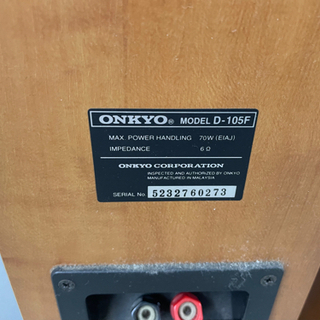 ONKYO® MODEL D-105F
MAX. POWER HANDLING 70W (EIAJ)
IMPEDANCE 6 Ω
ONKYO CORPORATION
INSPECTED AND AUTHORIZED BY ONKYO
MANUFACTURED IN MALAYSIA
SERIAL No 5232760273